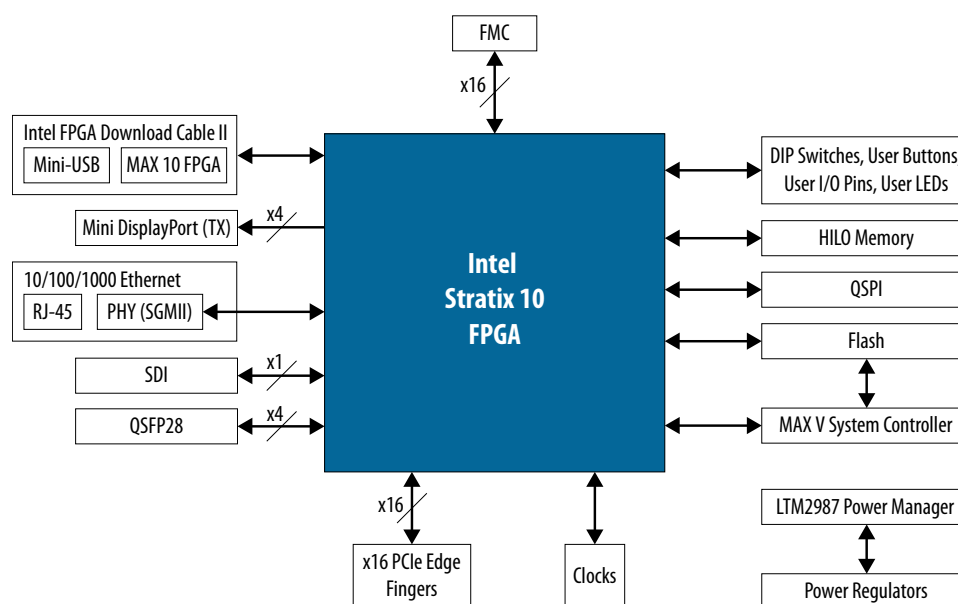 FMC
x16
Intel FPGA Download Cable II
Mini-USB
MAX 10 FPGA
Mini DisplayPort (TX)
x4
10/100/1000 Ethernet
RJ-45
PHY (SGMII)
SDI
x1
QSFP28
x4
Intel
Stratix 10
FPGA
DIP Switches, User Buttons,
User I/O Pins, User LEDs
HILO Memory
QSPI
Flash
MAX V System Controller
LTM2987 Power Manager
Power Regulators
x16
x16 PCIe Edge
Fingers
Clocks